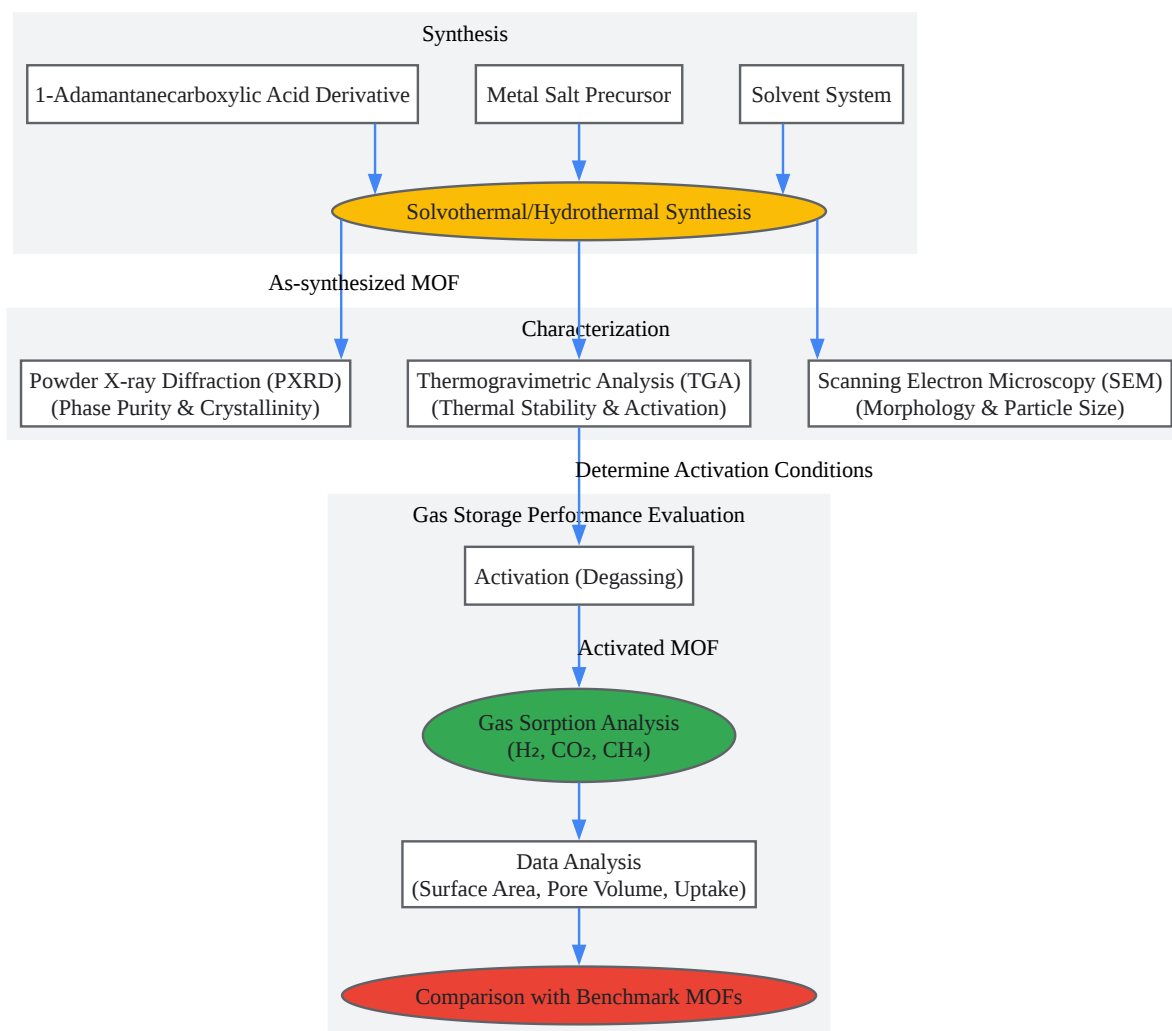 Synthesis
1-Adamantanecarboxylic Acid Derivative
Metal Salt Precursor
Solvent System
Solvothermal/Hydrothermal Synthesis
As-synthesized MOF
Characterization
Powder X-ray Diffraction (PXRD)
(Phase Purity & Crystallinity)
Thermogravimetric Analysis (TGA)
(Thermal Stability & Activation)
Scanning Electron Microscopy (SEM)
(Morphology & Particle Size)
Determine Activation Conditions
Gas Storage Performance Evaluation
Activation (Degassing)
Activated MOF
Gas Sorption Analysis
(H₂, CO₂, CH₄)
Data Analysis
(Surface Area, Pore Volume, Uptake)
Comparison with Benchmark MOFs